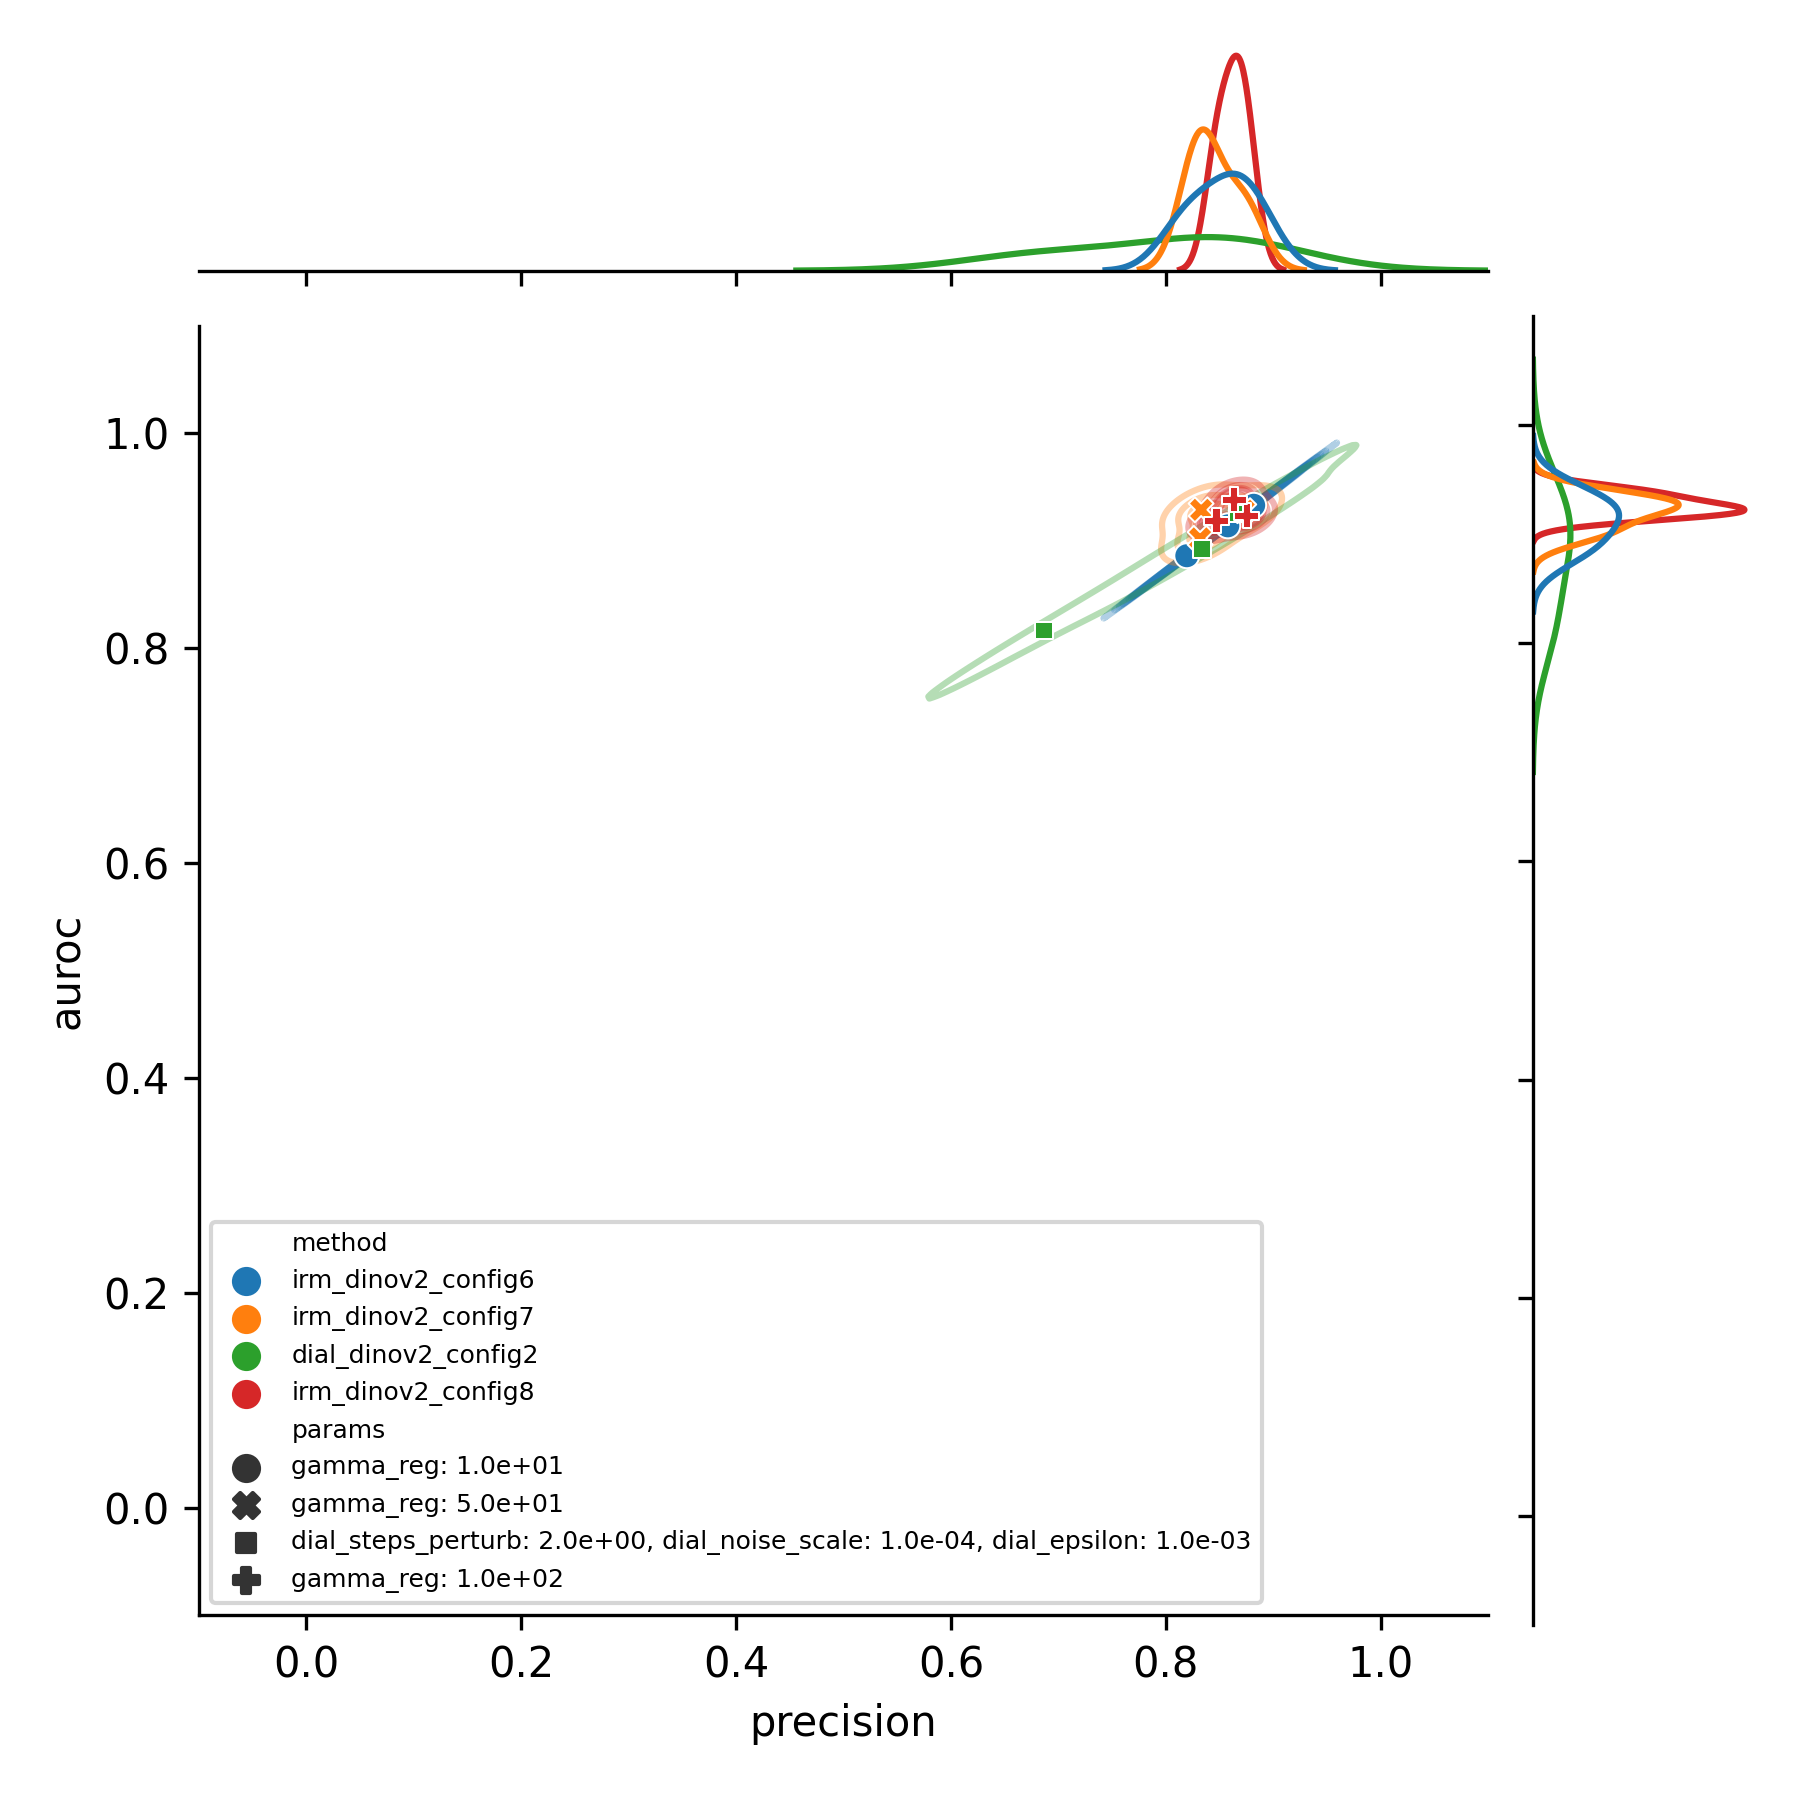 1.0
0.8
0.6
0.4
0.2
0.0
auroc
method
irm_dinov2_config6
irm_dinov2_config7
dial_dinov2_config2
irm_dinov2_config8
params
gamma_reg: 1.0e+01
gamma_reg: 5.0e+01
dial_steps_perturb: 2.0e+00, dial_noise_scale: 1.0e-04, dial_epsilon: 1.0e-03
gamma_reg: 1.0e+02
0.0 0.2 0.4 0.6 0.8 1.0
precision